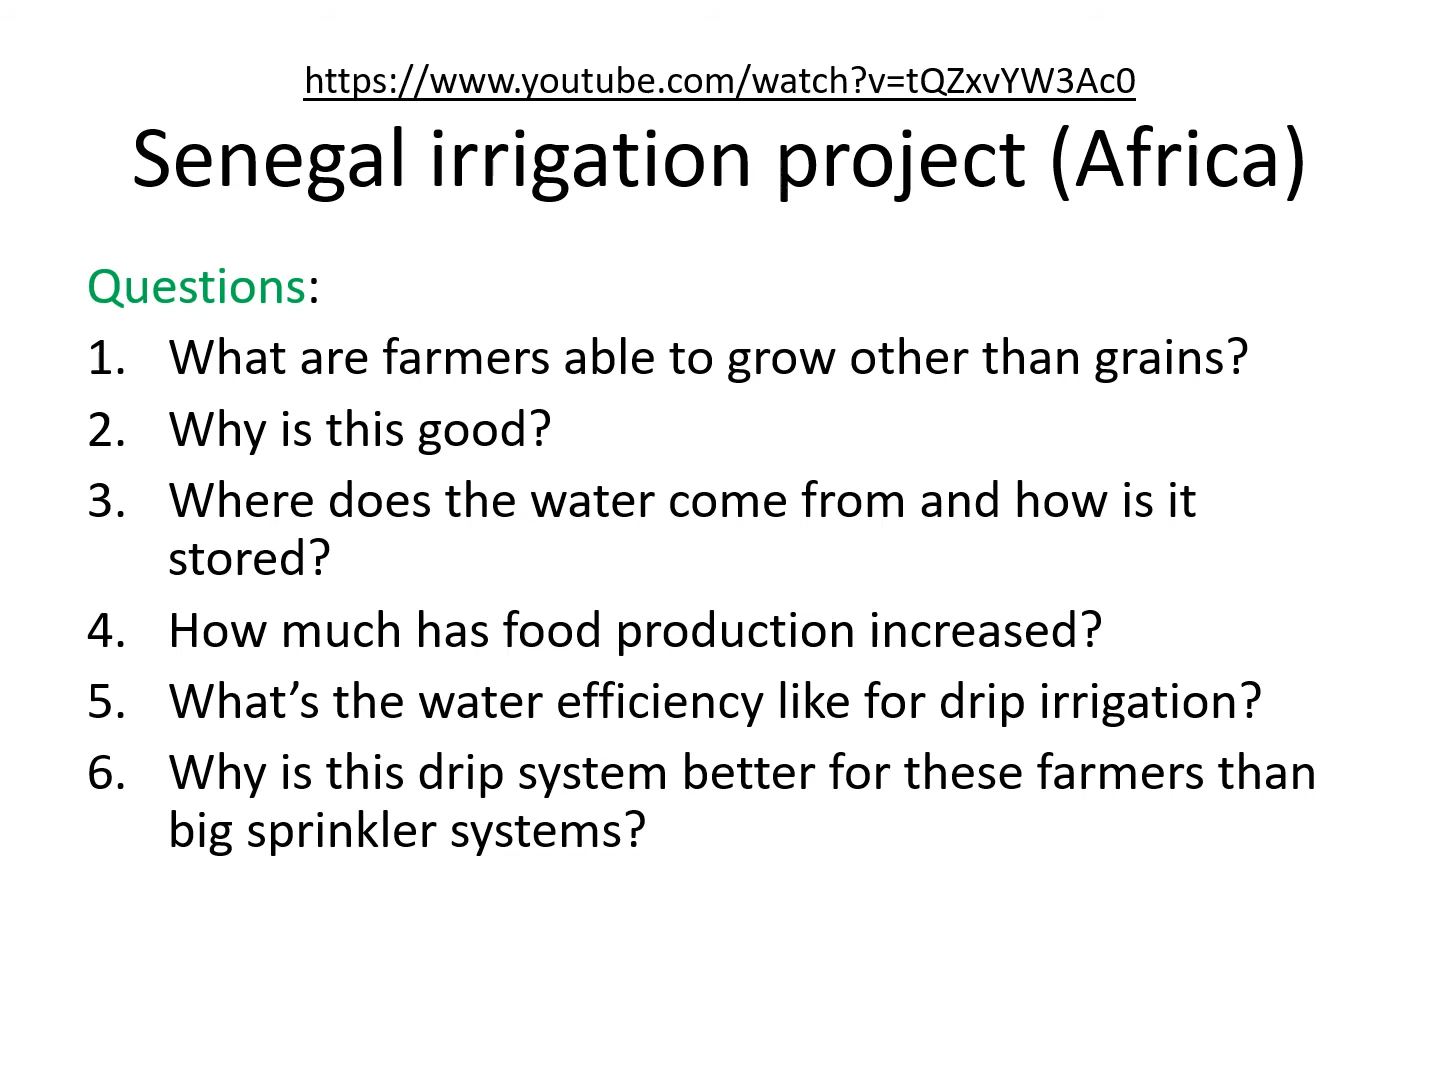 https://www.youtube.com/watch?v=tQZxvYW3Ac0
Senegal irrigation project (Africa)
Questions:
1. What are farmers able to grow other than grains?
2. Why is this good?
3. Where does the water come from and how is it
stored?
4. How much has food production increased?
5. What’s the water efficiency like for drip irrigation?
6. Why is this drip system better for these farmers than
big sprinkler systems?